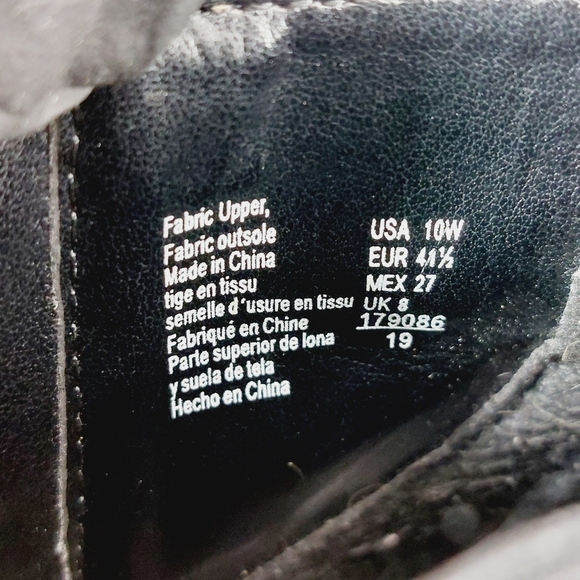 Fabric Upper,
Fabric outsole
Made in China
tige en tissu
semelle d'usure en tissu
Fabriqué en Chine
Parte superior de lona
y suela de tela
Hecho en China
USA 10W
EUR 41½
MEX 27
UK 8
179086
19